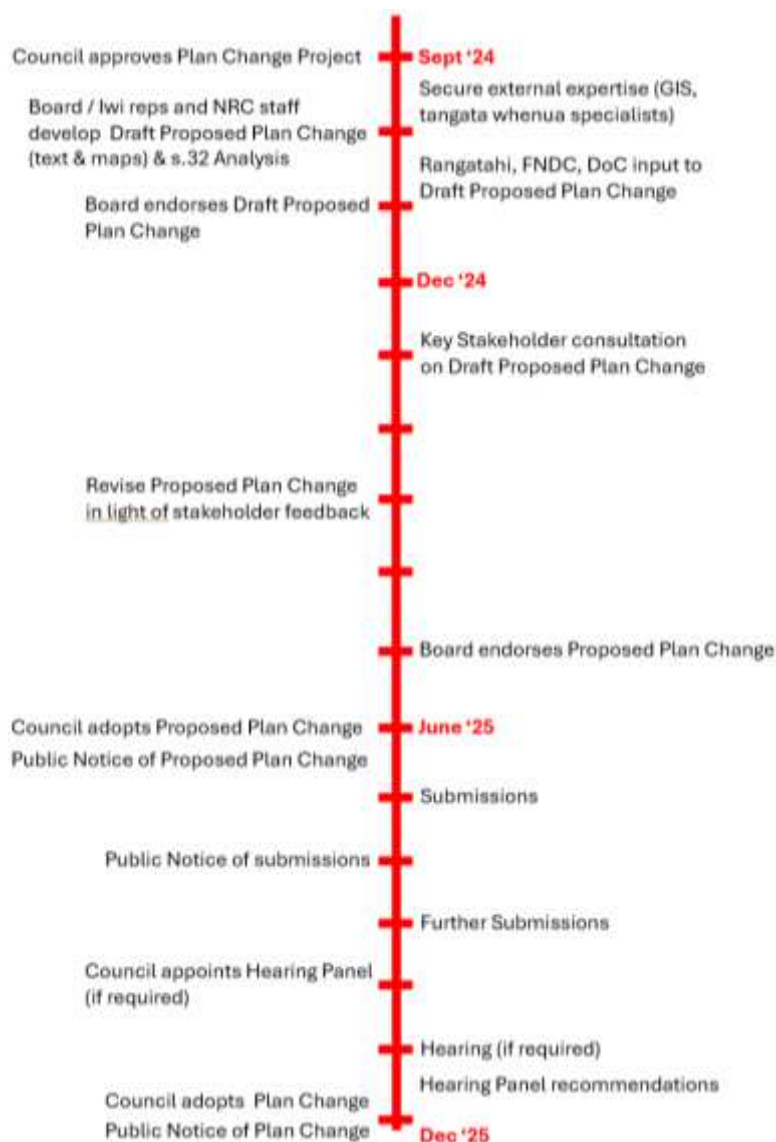 Council approves Plan Change Project
Sept ‘24
Secure external expertise (GIS,
tangata whenua specialists)
Board / Iwi reps and NRC staff
develop Draft Proposed Plan Change
(text & maps) & s.32 Analysis
Rangatahi, FNDC, DoC input to
Draft Proposed Plan Change
Board endorses Draft Proposed
Plan Change
Dec ‘24
Key Stakeholder consultation
on Draft Proposed Plan Change
Revise Proposed Plan Change
in light of stakeholder feedback
Board endorses Proposed Plan Change
Council adopts Proposed Plan Change
June ‘25
Public Notice of Proposed Plan Change
Submissions
Public Notice of submissions
Further Submissions
Council appoints Hearing Panel
(if required)
Hearing (if required)
Hearing Panel recommendations
Council adopts Plan Change
Public Notice of Plan Change
Dec ‘25